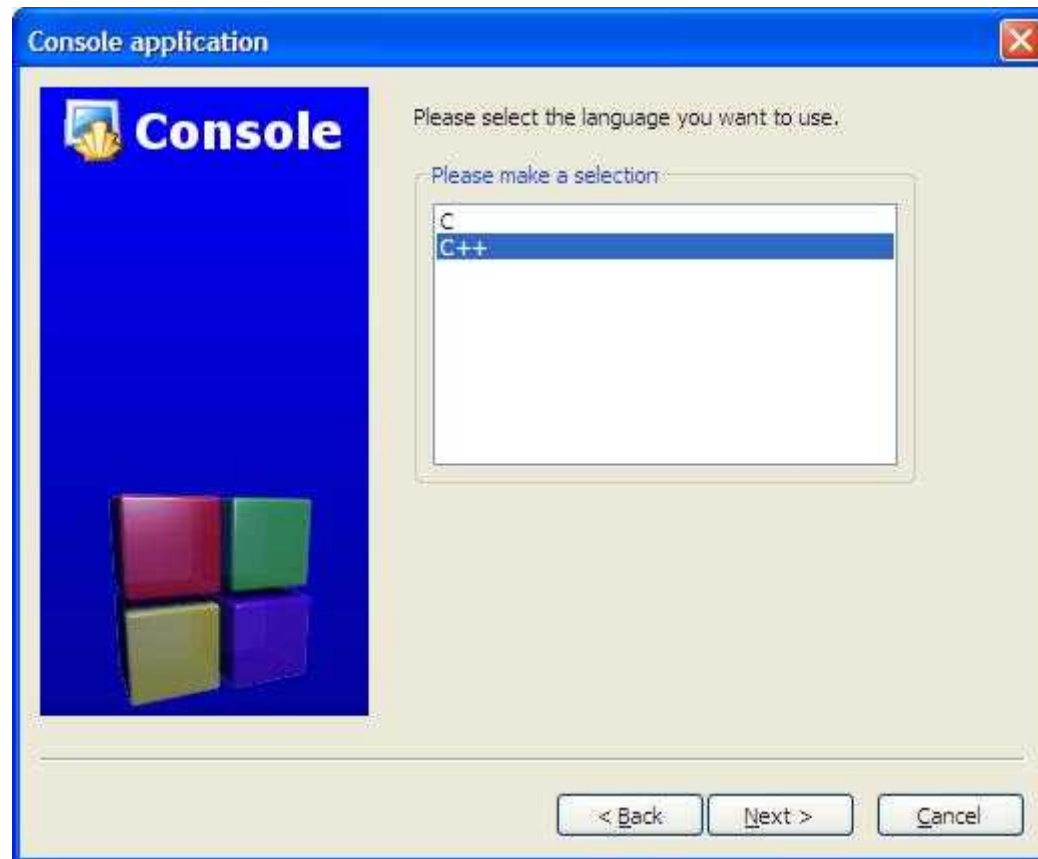 Console application
Console
Please select the language you want to use.
Please make a selection
C
C++
< Back
Next >
Cancel